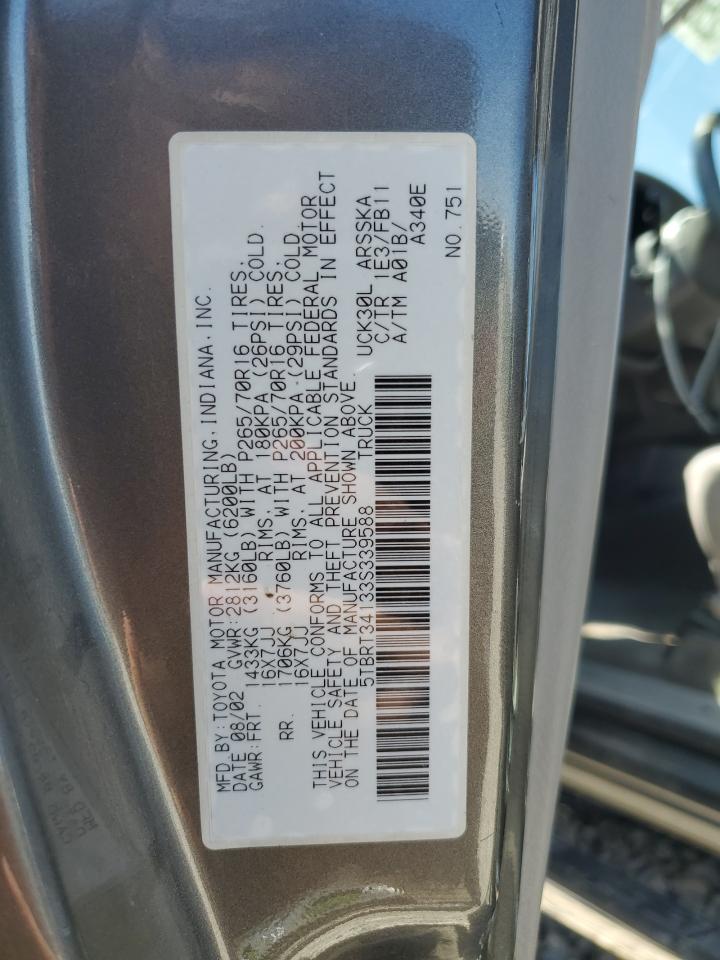 MFD BY: TOYOTA MOTOR MANUFACTURING, INDIANA, INC.
DATE 08/02 GVWR: 2812KG (6200LB)
GAWR: FRT. 1433KG (3160LB) WITH P265/70R16 TIRES,
16X7JJ RIMS, AT 180KPA (26PSI) COLD.
RR. 1706KG (3760LB) WITH P265/70R16 TIRES,
16X7JJ RIMS, AT 200KPA (29PSI) COLD.
THIS VEHICLE CONFORMS TO ALL APPLICABLE FEDERAL MOTOR
VEHICLE SAFETY AND THEFT PREVENTION STANDARDS IN EFFECT
ON THE DATE OF MANUFACTURE SHOWN ABOVE.
5TBRT34133S339588 TRUCK
UCK30L ARSSKA
C/TR 1E3/FB11
A/TM A01B/
A340E
NO. 751